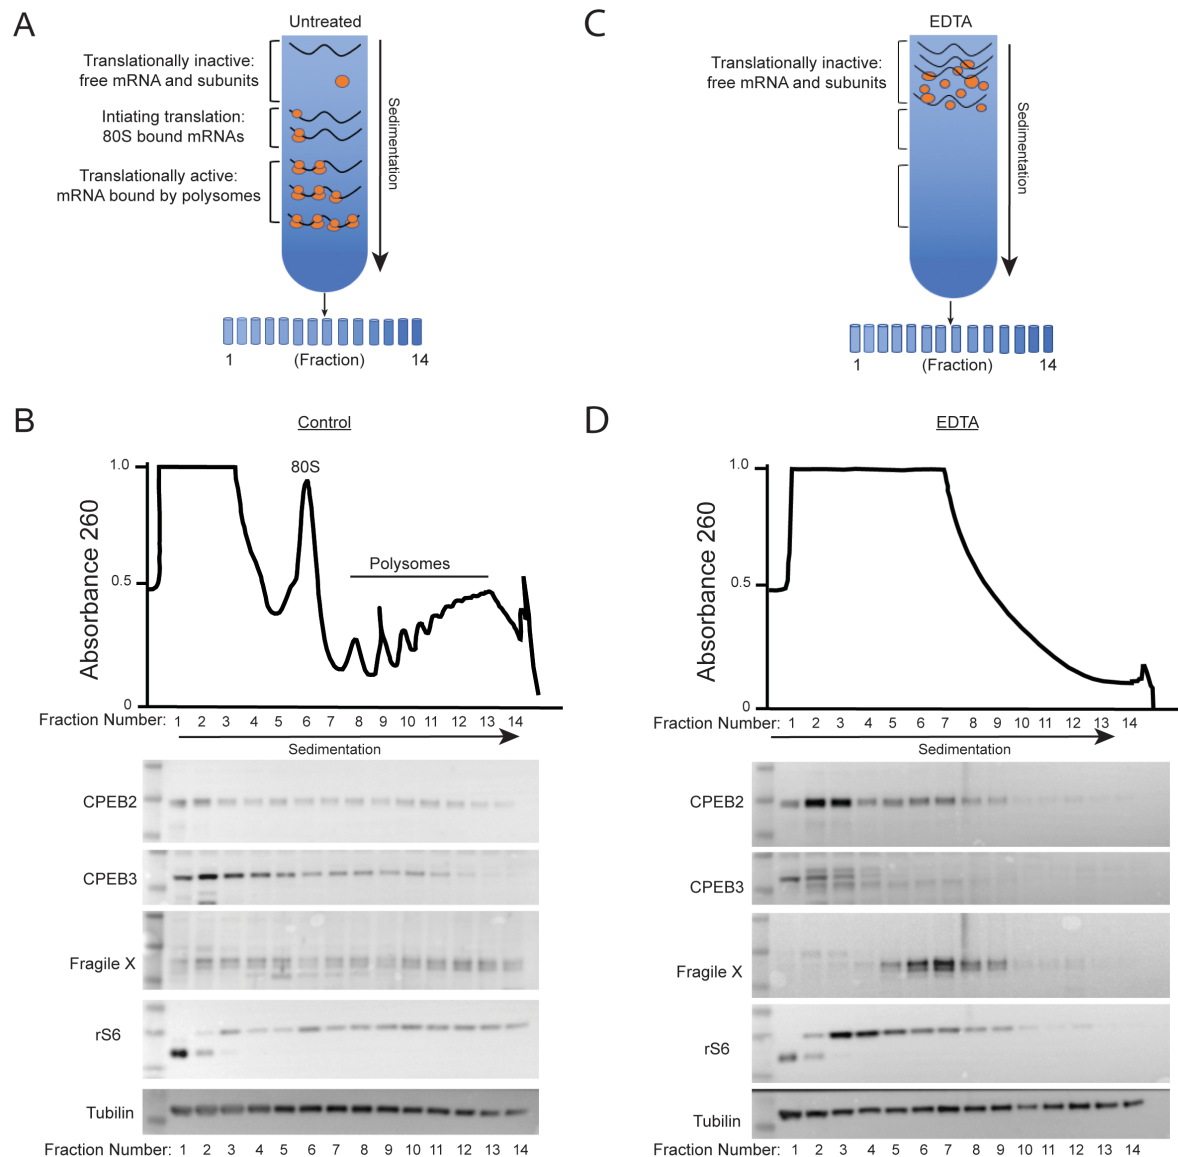 A
Untreated
Translationally inactive:
free mRNA and subunits
Intiating translation:
80S bound mRNAs
Translationally active:
mRNA bound by polysomes
Sedimentation
1 (Fraction) 14
C
EDTA
Translationally inactive:
free mRNA and subunits
Sedimentation
1 (Fraction) 14
B
Control
Absorbance 260
1.0
0.5
0
80S
Polysomes
Fraction Number: 1 2 3 4 5 6 7 8 9 10 11 12 13 14
Sedimentation
CPEB2
CPEB3
Fragile X
rS6
Tubilin
Fraction Number: 1 2 3 4 5 6 7 8 9 10 11 12 13 14
D
EDTA
Absorbance 260
1.0
0.5
0
Fraction Number: 1 2 3 4 5 6 7 8 9 10 11 12 13 14
Sedimentation
CPEB2
CPEB3
Fragile X
rS6
Tubilin
Fraction Number: 1 2 3 4 5 6 7 8 9 10 11 12 13 14